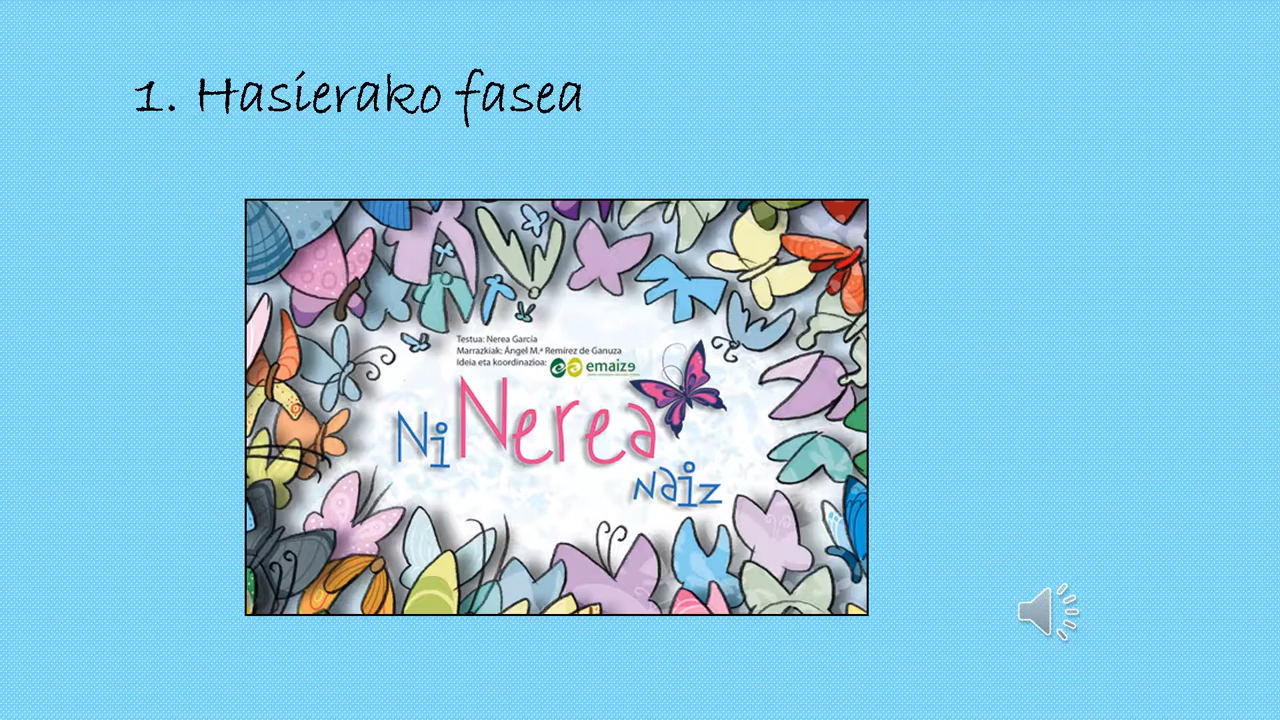 1. Hasierako fasea
Testua: Nerea García
Marrazkiak: Ángel M.ª Remírez de Ganuza
Ideia eta koordinazioa: emaize
Ni Nerea
naiz